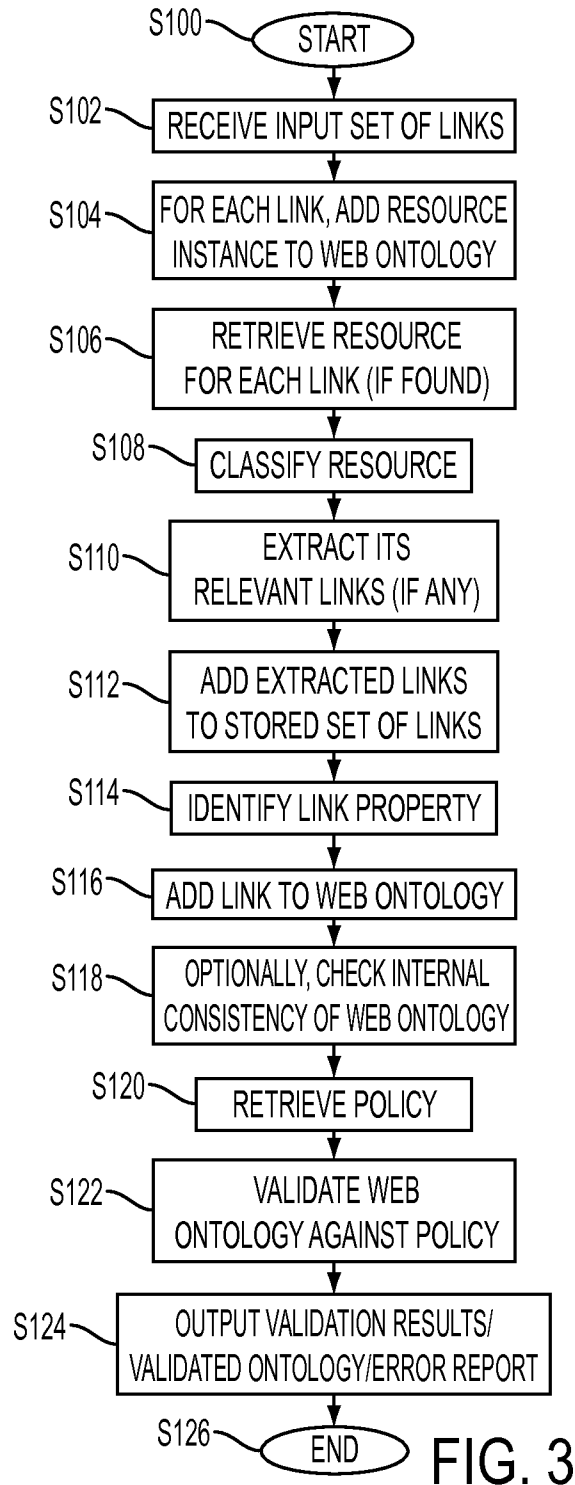 S100
START
S102
RECEIVE INPUT SET OF LINKS
S104
FOR EACH LINK, ADD RESOURCE
INSTANCE TO WEB ONTOLOGY
S106
RETRIEVE RESOURCE
FOR EACH LINK (IF FOUND)
S108
CLASSIFY RESOURCE
S110
EXTRACT ITS
RELEVANT LINKS (IF ANY)
S112
ADD EXTRACTED LINKS
TO STORED SET OF LINKS
S114
IDENTIFY LINK PROPERTY
S116
ADD LINK TO WEB ONTOLOGY
S118
OPTIONALLY, CHECK INTERNAL
CONSISTENCY OF WEB ONTOLOGY
S120
RETRIEVE POLICY
S122
VALIDATE WEB
ONTOLOGY AGAINST POLICY
S124
OUTPUT VALIDATION RESULTS/
VALIDATED ONTOLOGY/ERROR REPORT
S126
END
FIG. 3